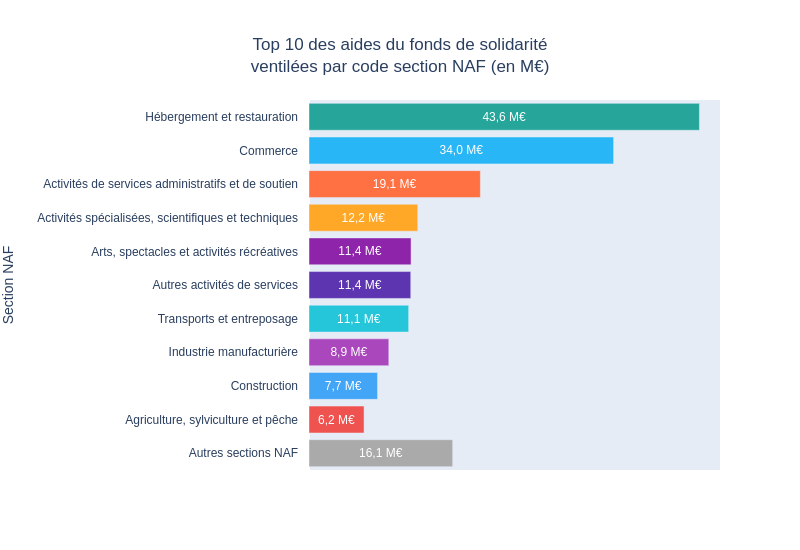 Top 10 des aides du fonds de solidarité
ventilées par code section NAF (en M€)
Section NAF
Hébergement et restauration 43,6 M€
Commerce 34,0 M€
Activités de services administratifs et de soutien 19,1 M€
Activités spécialisées, scientifiques et techniques 12,2 M€
Arts, spectacles et activités récréatives 11,4 M€
Autres activités de services 11,4 M€
Transports et entreposage 11,1 M€
Industrie manufacturière 8,9 M€
Construction 7,7 M€
Agriculture, sylviculture et pêche 6,2 M€
Autres sections NAF 16,1 M€